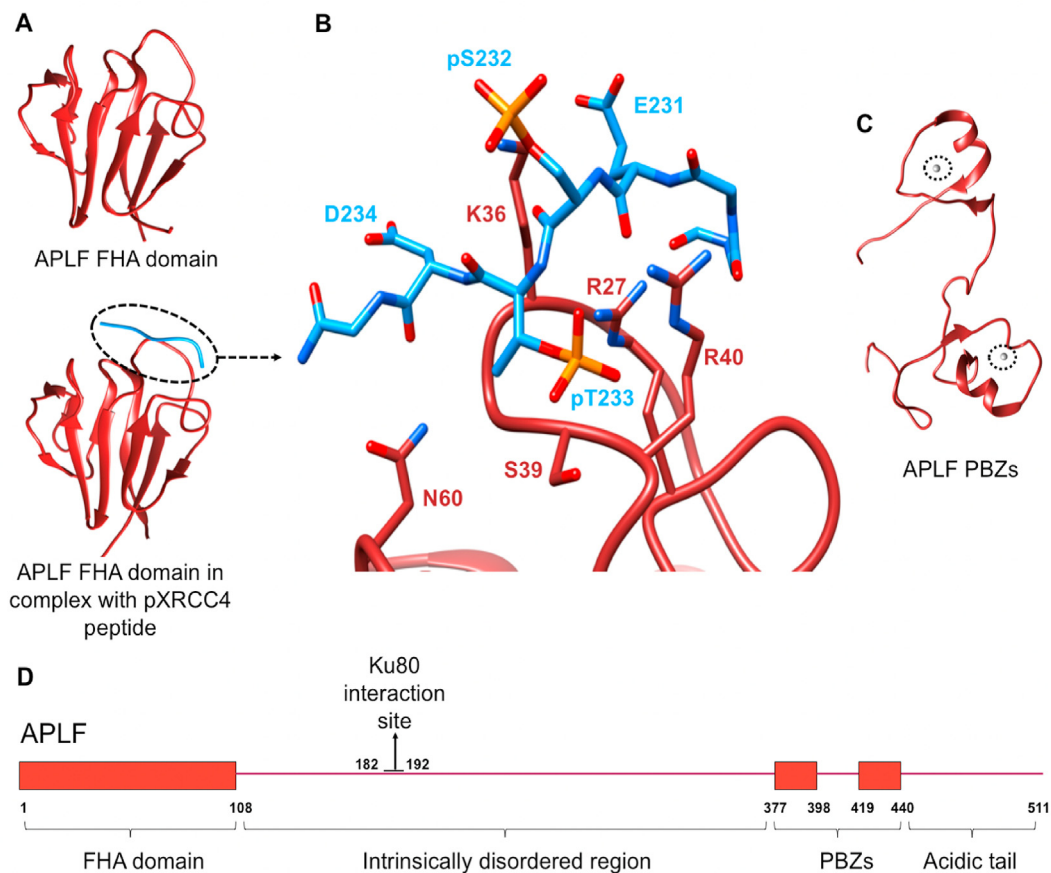 A
APLF FHA domain
APLF FHA domain in
complex with pXRCC4
peptide
B
pS232
E231
D234
K36
R27
R40
pT233
S39
N60
C
APLF PBZs
D
Ku80
interaction
site
APLF
182 192
1 108 377 398 419 440 511
FHA domain Intrinsically disordered region PBZs Acidic tail